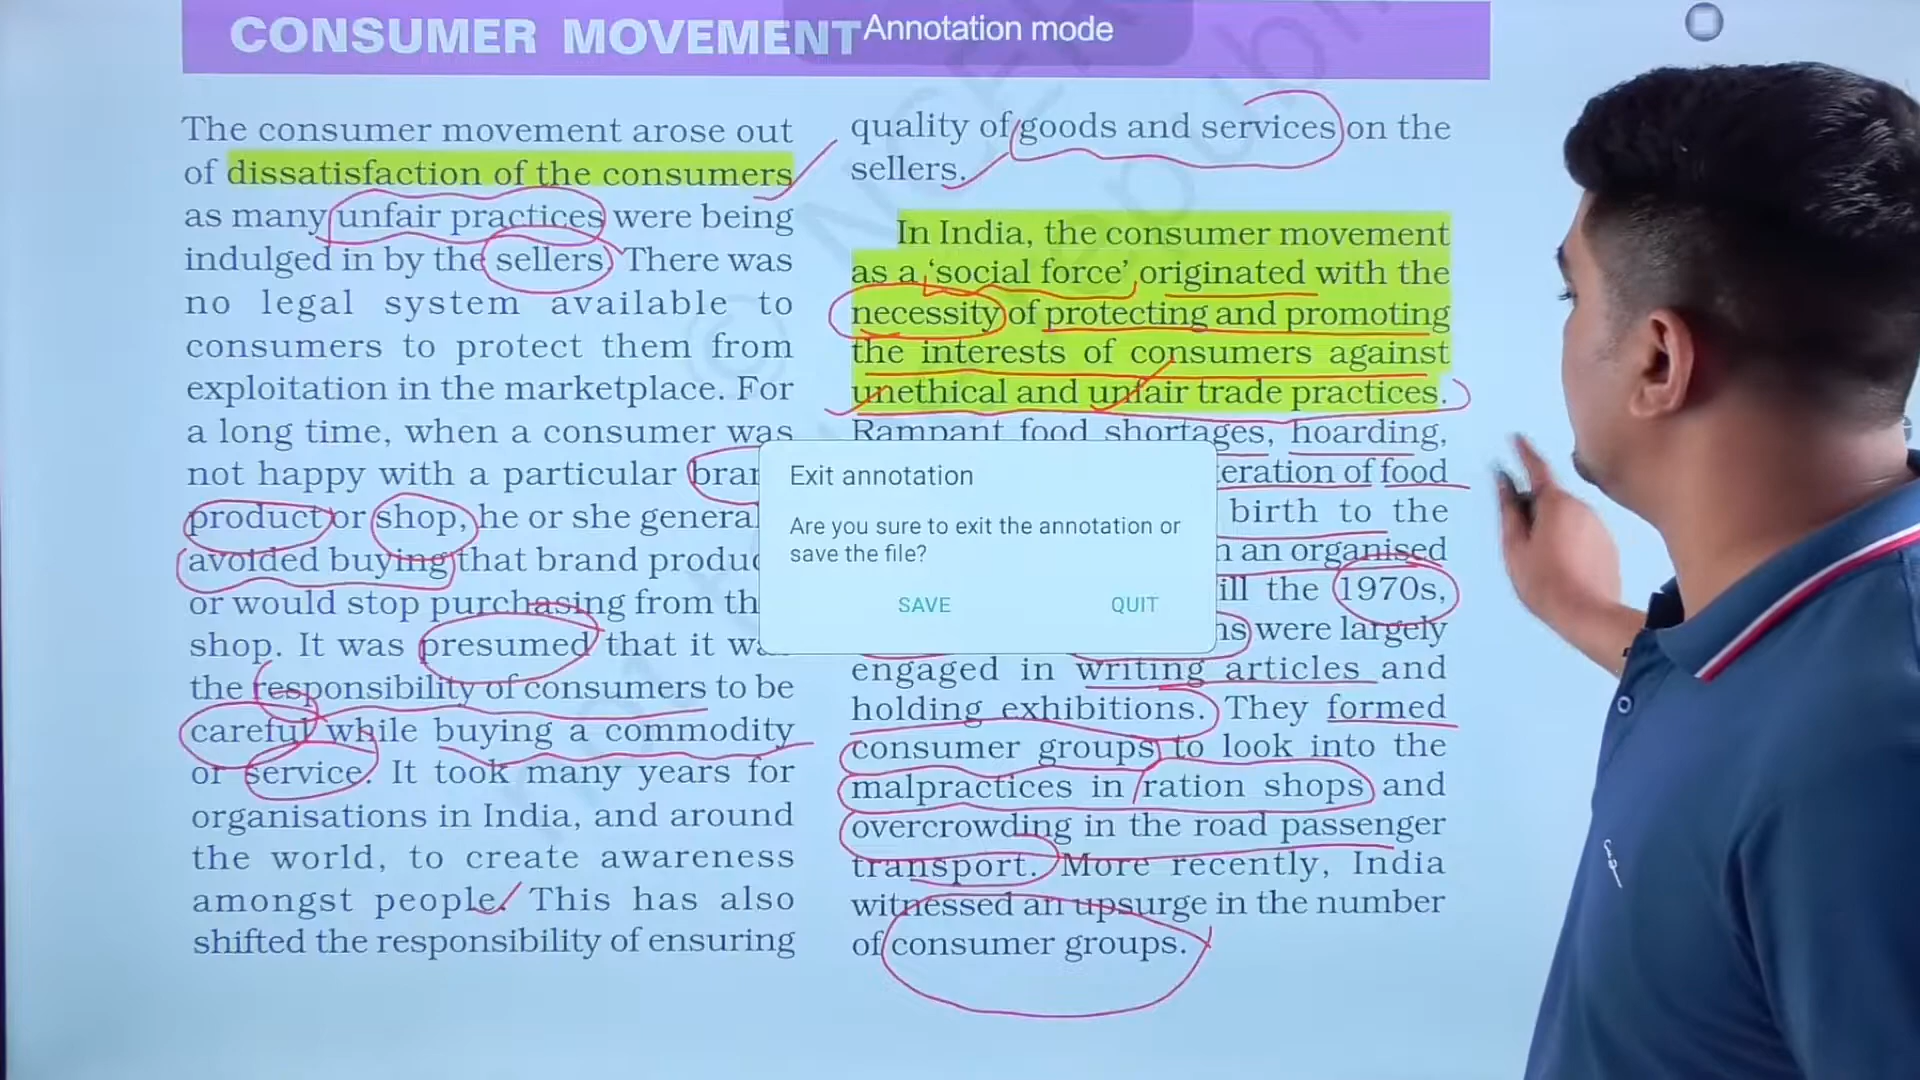 CONSUMER MOVEMENT
Annotation mode
The consumer movement arose out
of dissatisfaction of the consumers
as many unfair practices were being
indulged in by the sellers. There was
no legal system available to
consumers to protect them from
exploitation in the marketplace. For
a long time, when a consumer was
not happy with a particular bran
product or shop, he or she general
avoided buying that brand produc
or would stop purchasing from th
shop. It was presumed that it wa
the responsibility of consumers to be
careful while buying a commodity
or service. It took many years for
organisations in India, and around
the world, to create awareness
amongst people. This has also
shifted the responsibility of ensuring
quality of goods and services on the
sellers.
In India, the consumer movement
as a ‘social force’ originated with the
necessity of protecting and promoting
the interests of consumers against
unethical and unfair trade practices.
Rampant food shortages, hoarding,
eration of food
birth to the
n an organised
ill the 1970s,
ns were largely
engaged in writing articles and
holding exhibitions. They formed
consumer groups to look into the
malpractices in ration shops and
overcrowding in the road passenger
transport. More recently, India
witnessed an upsurge in the number
of consumer groups.
Exit annotation
Are you sure to exit the annotation or
save the file?
SAVE
QUIT